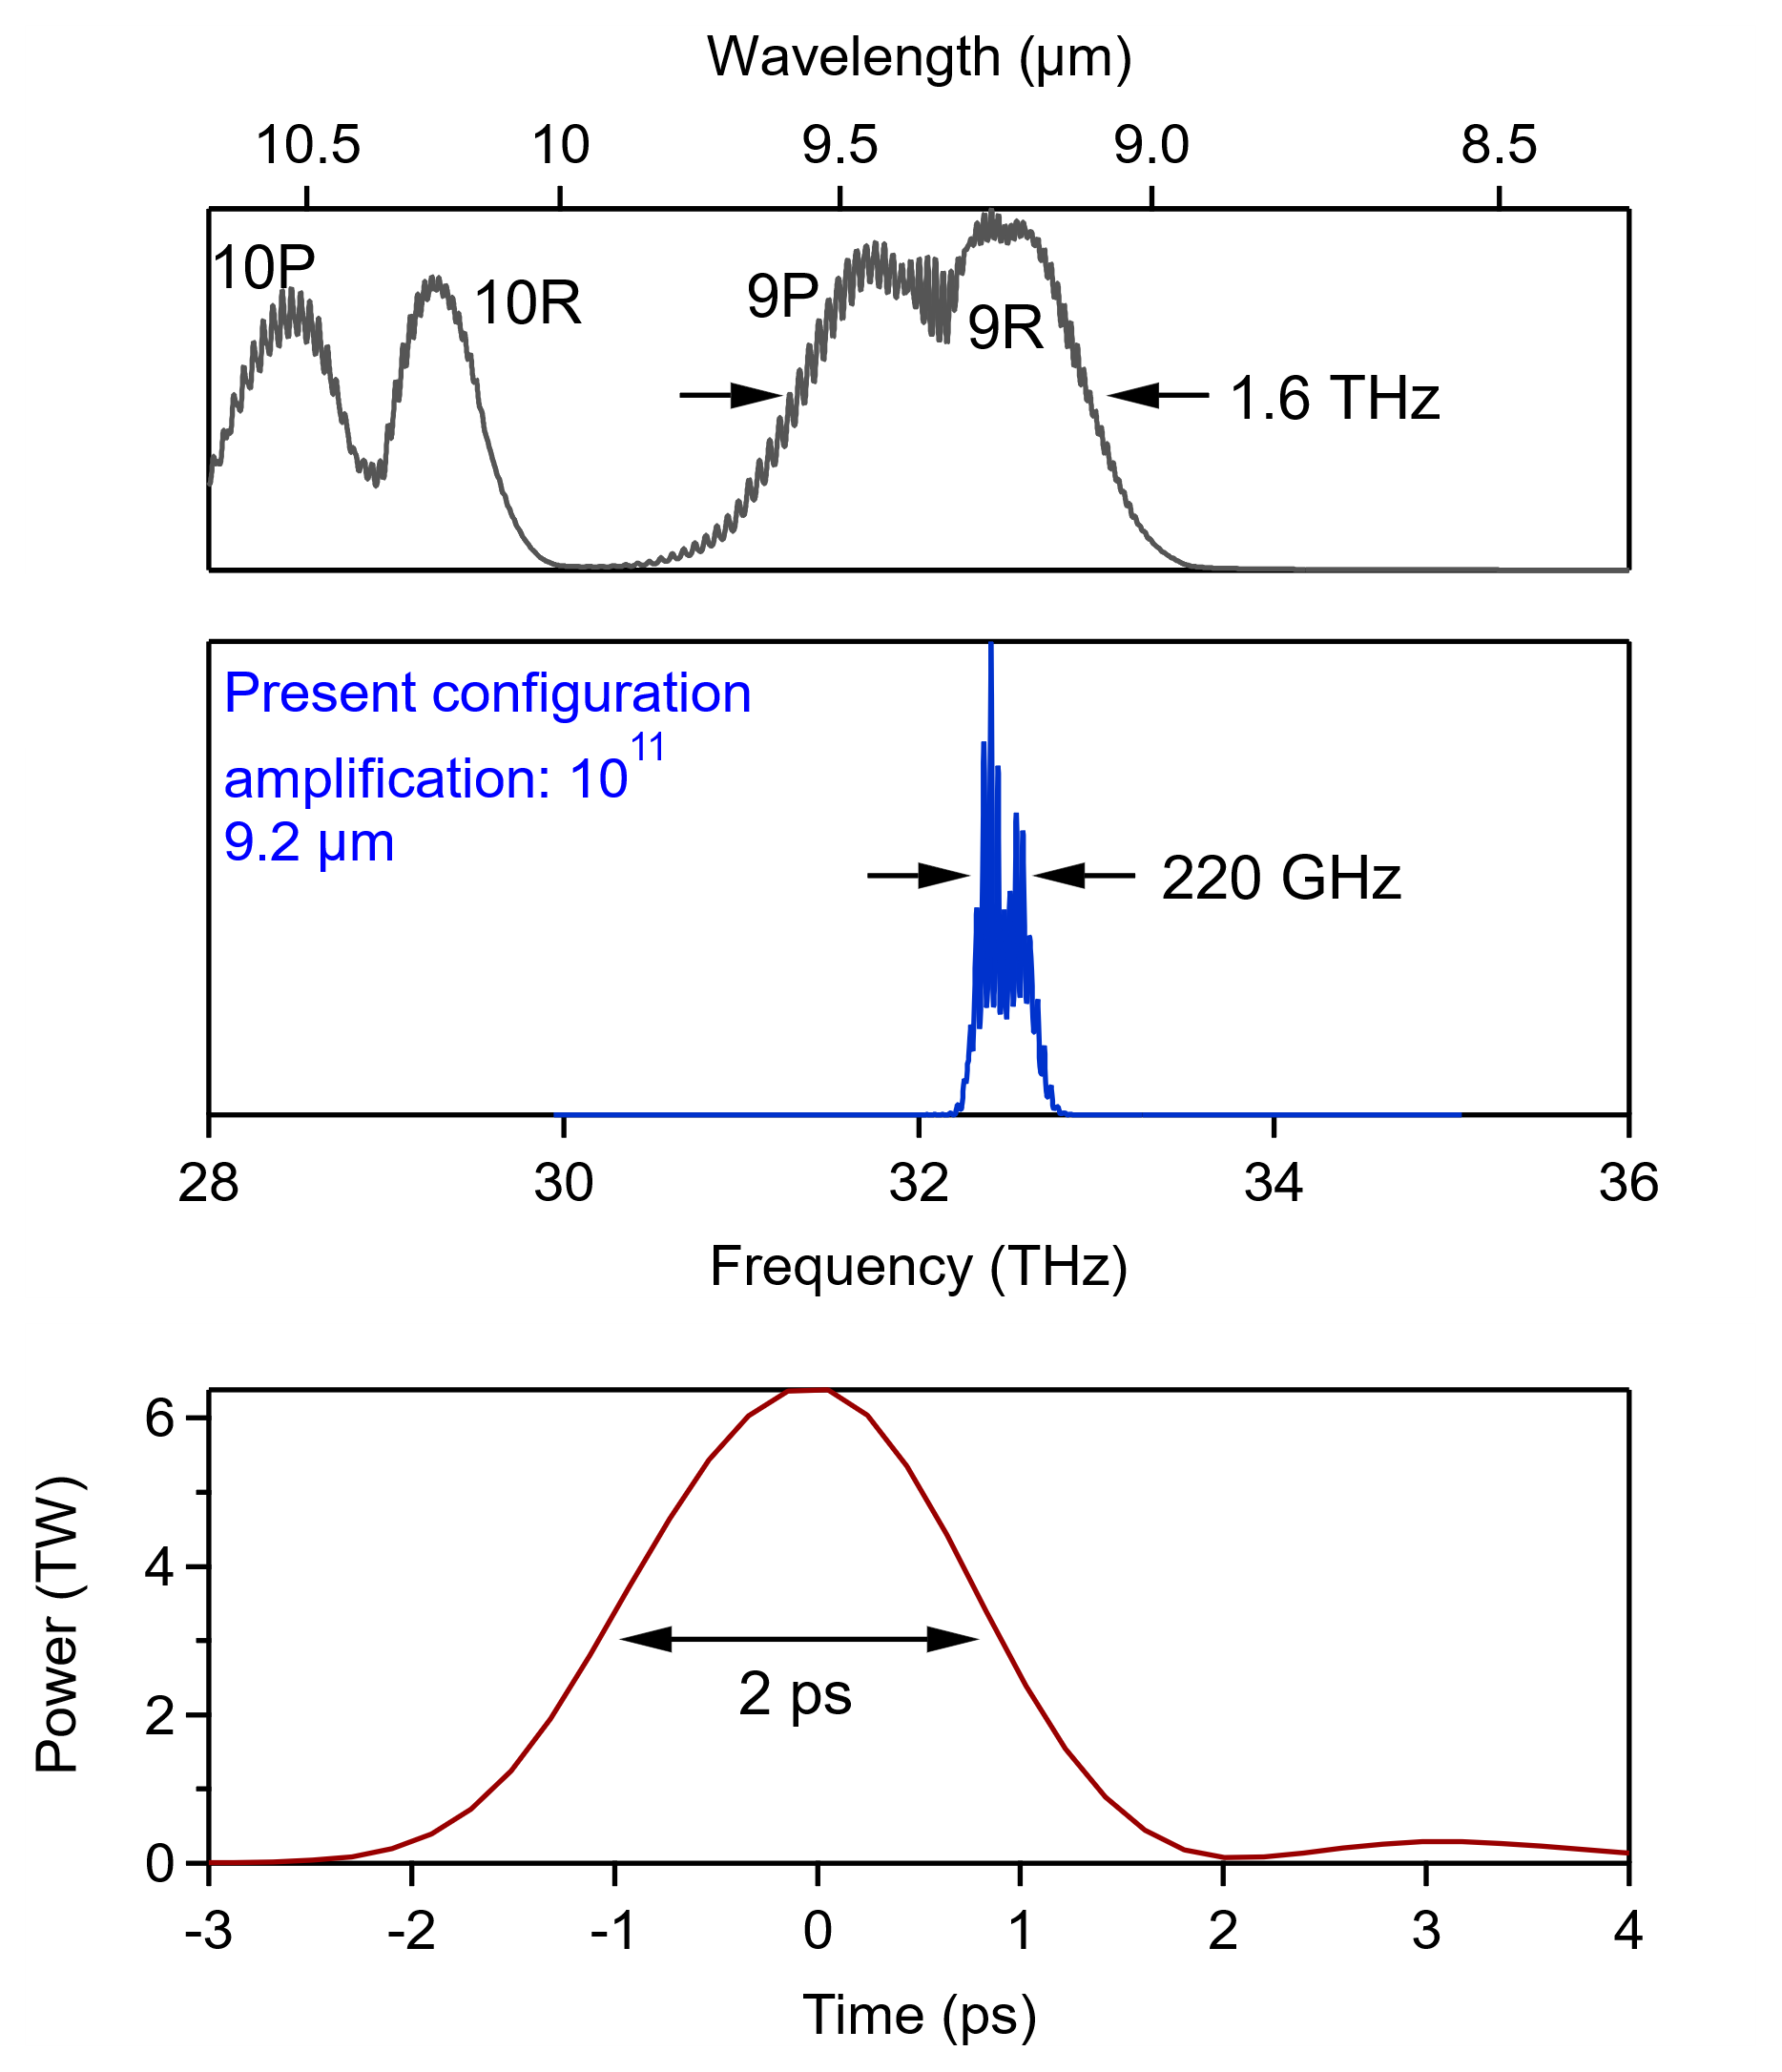 Wavelength (µm)
10.5 10 9.5 9.0 8.5
10P
10R
9P
9R
1.6 THz
Present configuration
amplification: 10^11
9.2 µm
220 GHz
28 30 32 34 36
Frequency (THz)
Power (TW)
6
4
2
0
2 ps
-3 -2 -1 0 1 2 3 4
Time (ps)